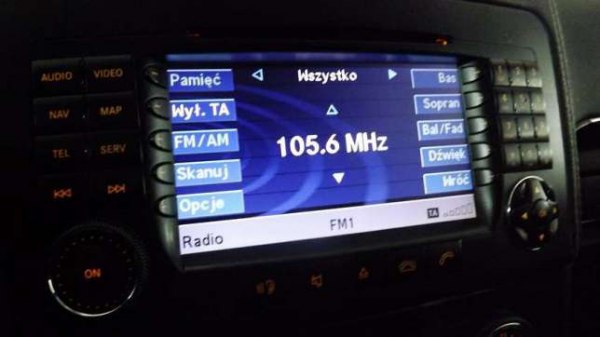 AUDIO VIDEO
NAV MAP
TEL SERV
ON
Pamięć
Wył. TA
FM/AM
Skanuj
Opcje
Wszystko
105.6 MHz
Bas
Sopran
Bal/Fad
Dźwięk
Wróć
Radio FM1 TA